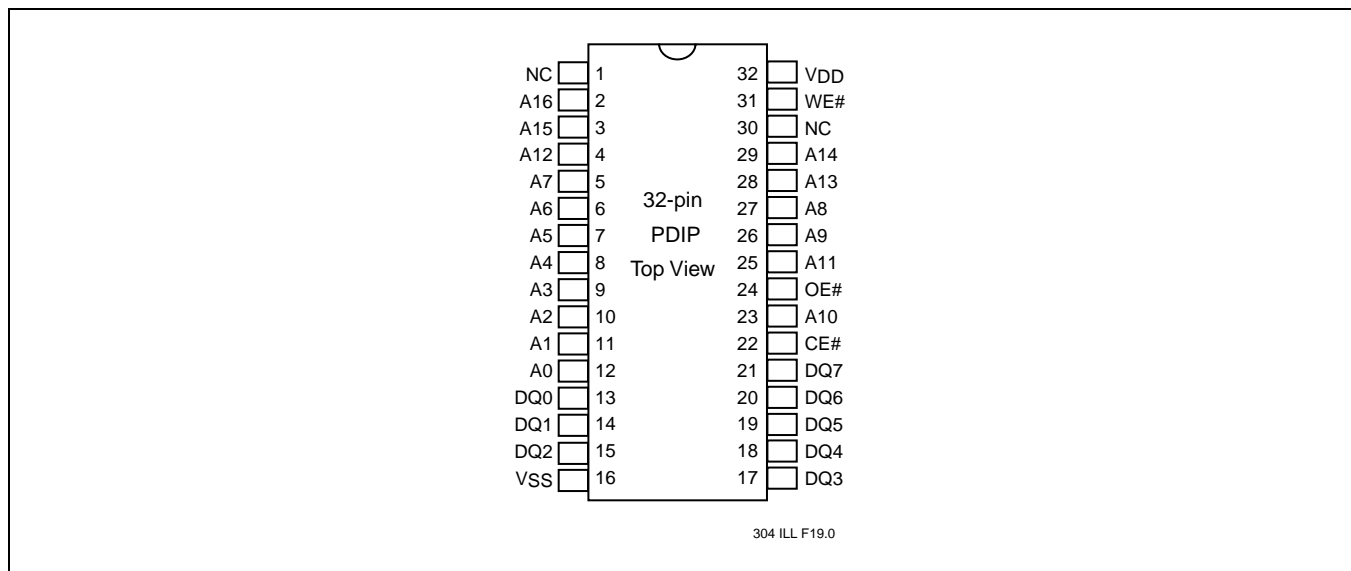 NC 1 32 VDD
A16 2 31 WE#
A15 3 30 NC
A12 4 29 A14
A7 5 28 A13
A6 6 27 A8
A5 7 26 A9
A4 8 25 A11
A3 9 24 OE#
A2 10 23 A10
A1 11 22 CE#
A0 12 21 DQ7
DQ0 13 20 DQ6
DQ1 14 19 DQ5
DQ2 15 18 DQ4
VSS 16 17 DQ3
32-pin
PDIP
Top View
304 ILL F19.0